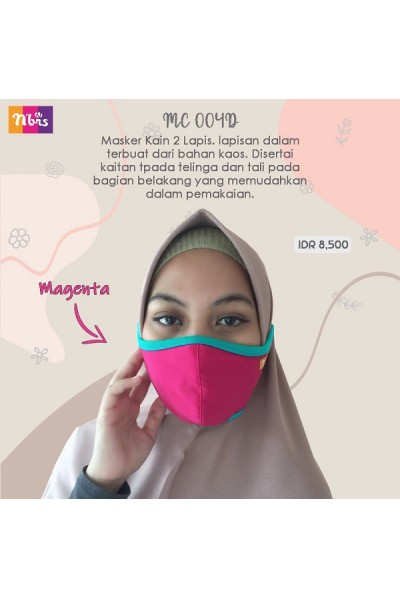 Nbrs
MC 004D
Masker Kain 2 Lapis. lapisan dalam
terbuat dari bahan kaos. Disertai
kaitan tpada telinga dan tali pada
bagian belakang yang memudahkan
dalam pemakaian.
IDR 8,500
Magenta